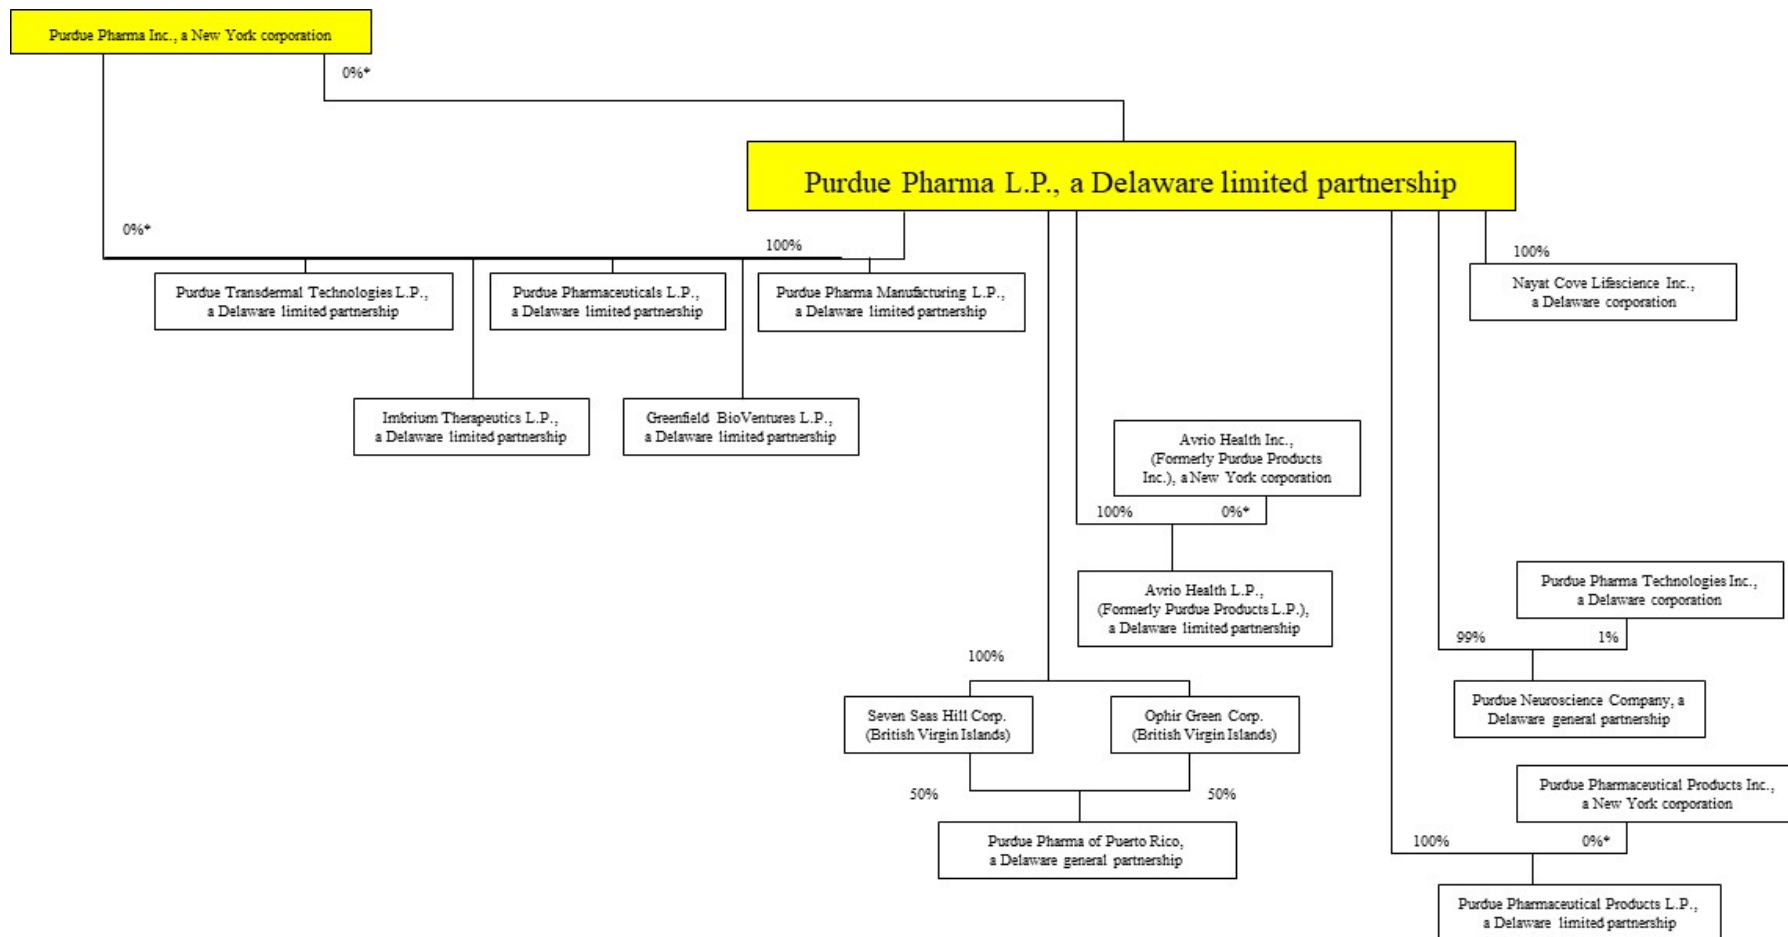 Purdue Pharma Inc., a New York corporation
0%*
Purdue Pharma L.P., a Delaware limited partnership
0%*
100%
100%
Purdue Transdermal Technologies L.P.,
a Delaware limited partnership
Purdue Pharmaceuticals L.P.,
a Delaware limited partnership
Purdue Pharma Manufacturing L.P.,
a Delaware limited partnership
Nayat Cove Lifescience Inc.,
a Delaware corporation
Imbrium Therapeutics L.P.,
a Delaware limited partnership
Greenfield BioVentures L.P.,
a Delaware limited partnership
Avrio Health Inc.,
(Formerly Purdue Products
Inc.), a New York corporation
100%
0%*
Avrio Health L.P.,
(Formerly Purdue Products L.P.),
a Delaware limited partnership
Purdue Pharma Technologies Inc.,
a Delaware corporation
99%
1%
100%
Seven Seas Hill Corp.
(British Virgin Islands)
Ophir Green Corp.
(British Virgin Islands)
Purdue Neuroscience Company, a
Delaware general partnership
50%
50%
Purdue Pharmaceutical Products Inc.,
a New York corporation
Purdue Pharma of Puerto Rico,
a Delaware general partnership
100%
0%*
Purdue Pharmaceutical Products L.P.,
a Delaware limited partnership